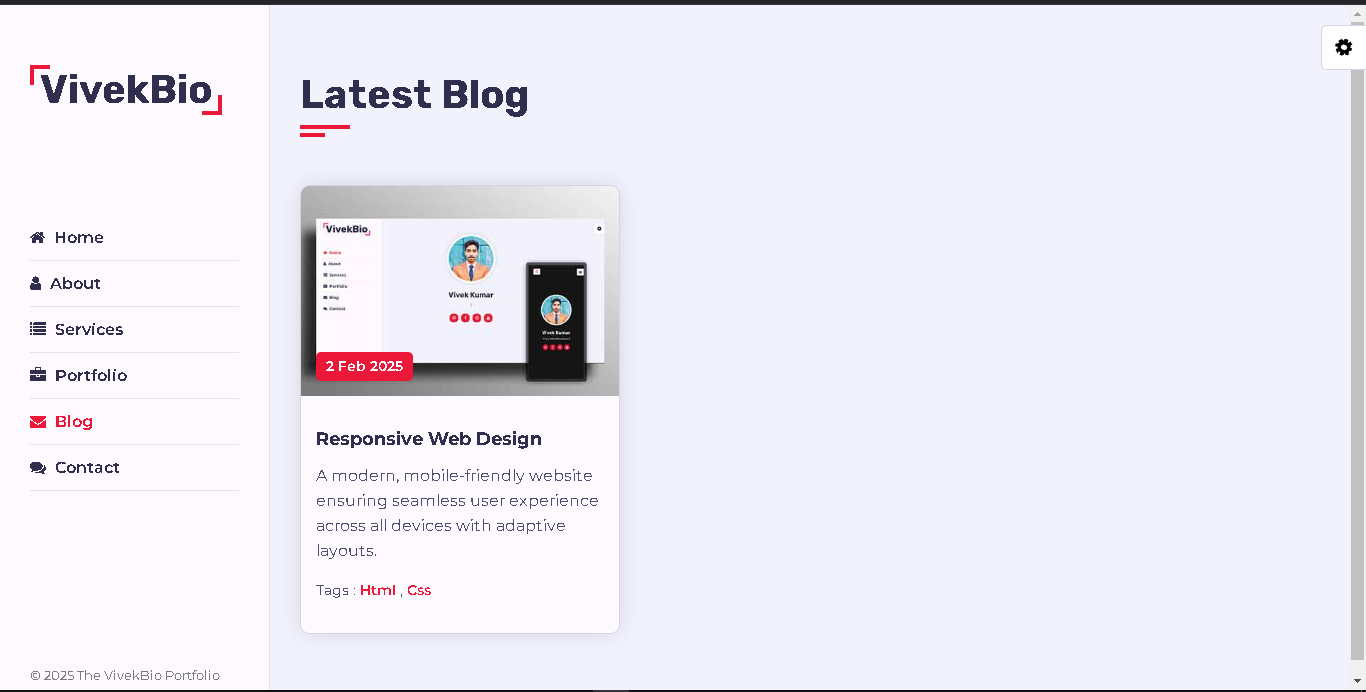 VivekBio
Home
About
Services
Portfolio
Blog
Contact
© 2025 The VivekBio Portfolio
Latest Blog
VivekBio
Home
About
Services
Portfolio
Blog
Contact
Vivek Kumar
Vivek Kumar
2 Feb 2025
Responsive Web Design
A modern, mobile-friendly website
ensuring seamless user experience
across all devices with adaptive
layouts.
Tags : Html , Css